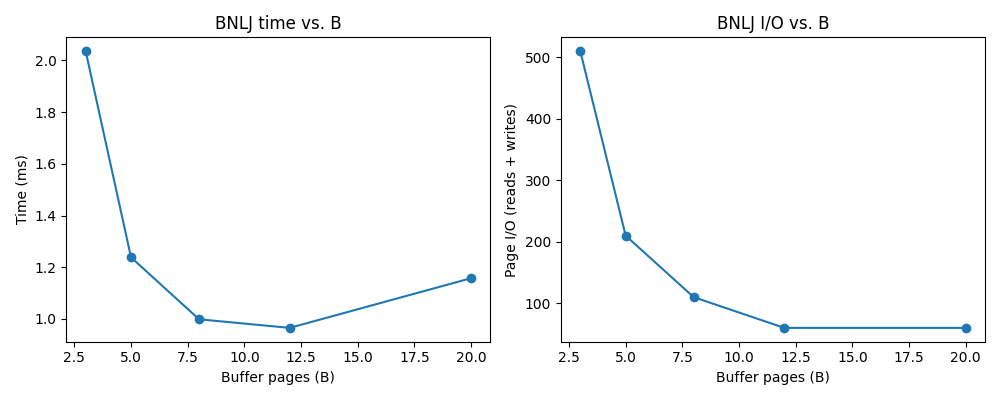 BNLJ time vs. B
2.0
1.8
1.6
1.4
1.2
1.0
Time (ms)
2.5 5.0 7.5 10.0 12.5 15.0 17.5 20.0
Buffer pages (B)
BNLJ I/O vs. B
500
400
300
200
100
Page I/O (reads + writes)
2.5 5.0 7.5 10.0 12.5 15.0 17.5 20.0
Buffer pages (B)